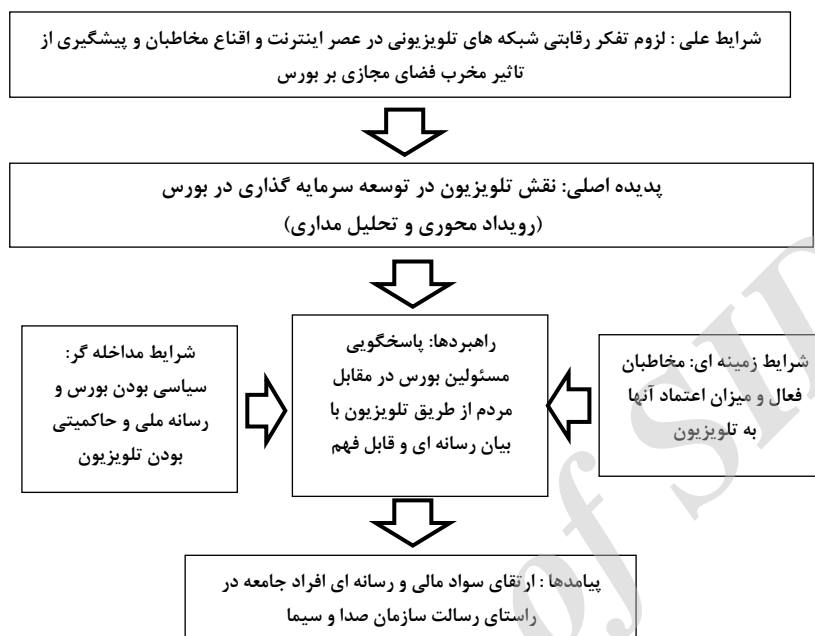 شرایط علی : لزوم تفکر رقابتی شبکه های تلویزیونی در عصر اینترنت و اقناع مخاطبان و پیشگیری از
تاثیر مخرب فضای مجازی بر بورس
پدیده اصلی: نقش تلویزیون در توسعه سرمایه گذاری در بورس
(رویداد محوری و تحلیل مداری)
شرایط زمینه ای: مخاطبان
فعال و میزان اعتماد آنها
به تلویزیون
راهبردها: پاسخگویی
مسئولین بورس در مقابل
مردم از طریق تلویزیون با
بیان رسانه ای و قابل فهم
شرایط مداخله گر:
سیاسی بودن بورس و
رسانه ملی و حاکمیتی
بودن تلویزیون
پیامدها : ارتقای سواد مالی و رسانه ای افراد جامعه در
راستای رسالت سازمان صدا و سیما
of SID